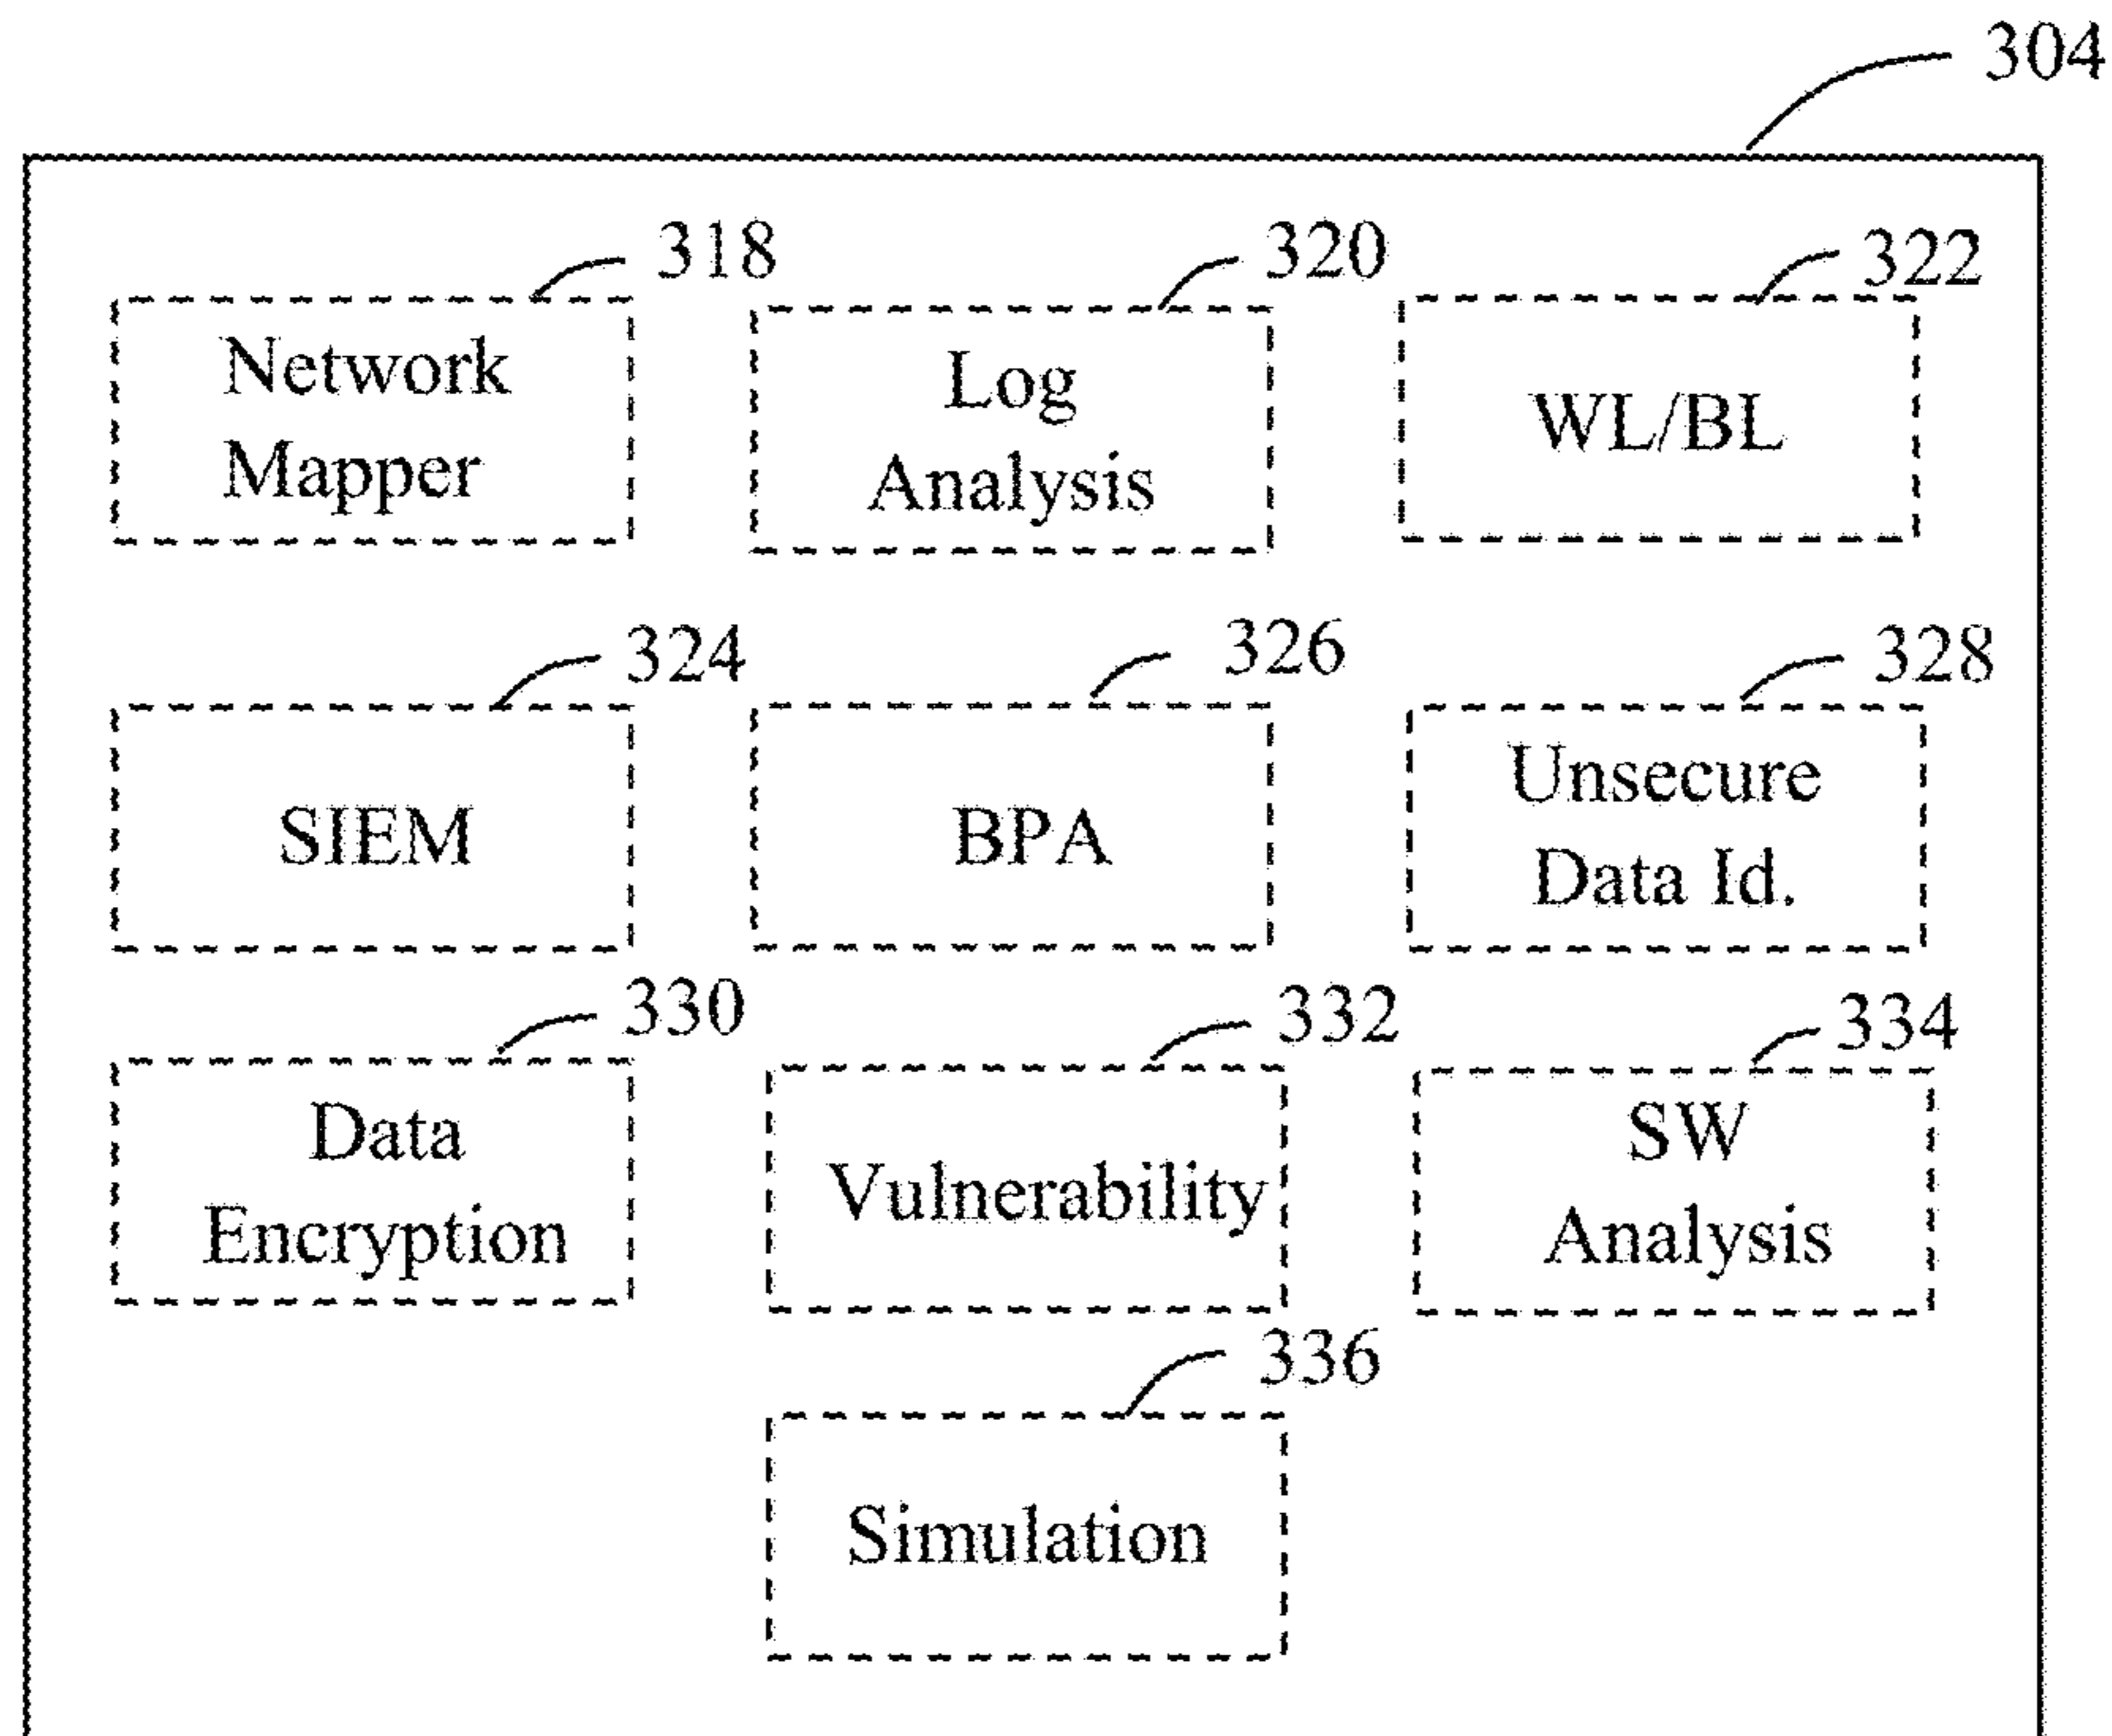 304
318
320
322
Network
Mapper
Log
Analysis
WL/BL
324
326
328
SIEM
BPA
Unsecure
Data Id.
330
332
334
Data
Encryption
Vulnerability
SW
Analysis
336
Simulation